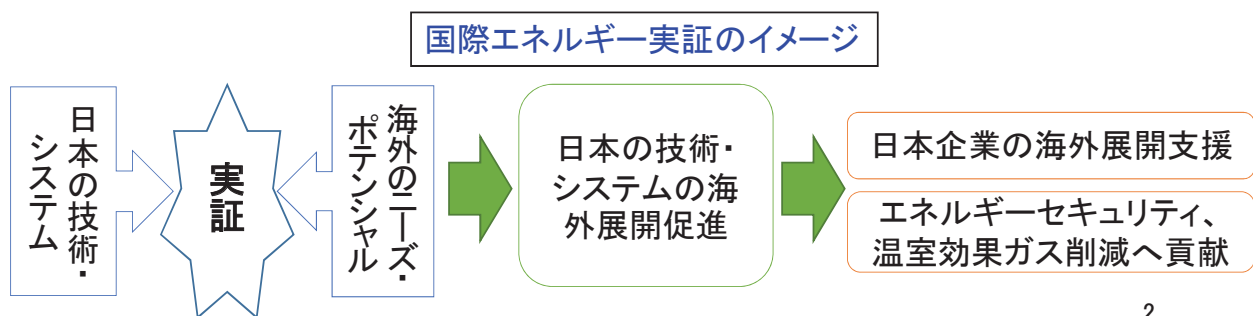 国際エネルギー実証のイメージ
日本の技術・
システム
実証
海外のニーズ・
ポテンシャル
日本の技術・
システムの海
外展開促進
日本企業の海外展開支援
エネルギーセキュリティ、
温室効果ガス削減へ貢献
2